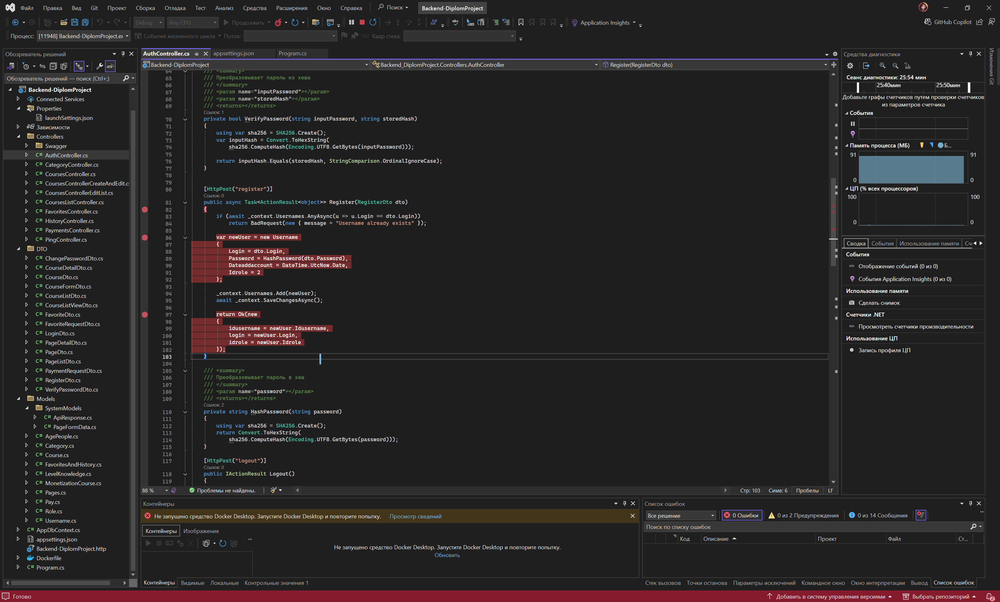 Файл Правка Вид Git Проект Сборка Отладка Тест Анализ Средства Расширения Окно Справка Поиск Backend-DiplomProject
Debug Any CPU Продолжить Application Insights GitHub Copilot
Процесс: [11948] Backend-DiplomProject.ex События жизненного цикла Поток: Кадр стека:
Обозреватель решений
Обозреватель решений — поиск (Ctrl+;)
Backend-DiplomProject
Connected Services
Properties
launchSettings.json
Зависимости
Controllers
Swagger
C# AuthController.cs
C# CategoryController.cs
C# CoursesController.cs
C# CoursesControllerCreateAndEdit.cs
C# CoursesControllerEditList.cs
C# CoursesListController.cs
C# FavoritesController.cs
C# HistoryController.cs
C# PaymentsController.cs
C# PingController.cs
DTO
C# ChangePasswordDto.cs
C# CourseDetailDto.cs
C# CourseDto.cs
C# CourseFormDto.cs
C# CourseListDto.cs
C# CourseListViewDto.cs
C# FavoriteDto.cs
C# FavoriteRequestDto.cs
C# LoginDto.cs
C# PageDetailDto.cs
C# PageDto.cs
C# PageListDto.cs
C# PaymentRequestDto.cs
C# RegisterDto.cs
C# VerifyPasswordDto.cs
Models
SystemModels
C# ApiResponse.cs
C# PageFormData.cs
C# AgePeople.cs
C# Category.cs
C# Course.cs
C# FavoritesAndHistory.cs
C# LevelKnowledge.cs
C# MonetizationCourse.cs
C# Pages.cs
C# Pay.cs
C# Role.cs
C# Username.cs
C# AppDbContext.cs
appsettings.json
Backend-DiplomProject.http
Dockerfile
C# Program.cs
AuthController.cs appsettings.json Program.cs
Backend-DiplomProject Backend_DiplomProject.Controllers.AuthController Register(RegisterDto dto)
64 /// <summary>
65 /// Преобразовывает пароль из хеша
66 /// </summary>
67 /// <param name="inputPassword"></param>
68 /// <param name="storedHash"></param>
69 /// <returns></returns>
Ссылок: 1
70 private bool VerifyPassword(string inputPassword, string storedHash)
71 {
72 using var sha256 = SHA256.Create();
73 var inputHash = Convert.ToHexString(
74 sha256.ComputeHash(Encoding.UTF8.GetBytes(inputPassword)));
75
76 return inputHash.Equals(storedHash, StringComparison.OrdinalIgnoreCase);
77 }
78
79
80 [HttpPost("register")]
Ссылок: 0
81 public async Task<ActionResult<object>> Register(RegisterDto dto)
82 {
83 if (await _context.Usernames.AnyAsync(u => u.Login == dto.Login))
84 return BadRequest(new { message = "Username already exists" });
85
86 var newUser = new Username
87 {
88 Login = dto.Login,
89 Password = HashPassword(dto.Password),
90 Dateaddaccount = DateTime.UtcNow.Date,
91 Idrole = 2
92 };
93
94 _context.Usernames.Add(newUser);
95 await _context.SaveChangesAsync();
96
97 return Ok(new
98 {
99 idusername = newUser.Idusername,
100 login = newUser.Login,
101 idrole = newUser.Idrole
102 });
103 }
104
105 /// <summary>
106 /// Преобразовывает пароль в хеш
107 /// </summary>
108 /// <param name="password"></param>
109 /// <returns></returns>
Ссылок: 2
110 private string HashPassword(string password)
111 {
112 using var sha256 = SHA256.Create();
113 return Convert.ToHexString(
114 sha256.ComputeHash(Encoding.UTF8.GetBytes(password)));
115 }
116
117 [HttpPost("logout")]
Ссылок: 0
118 public IActionResult Logout()
119 {
88 % Проблемы не найдены. Стр: 103 Симв: 6 Пробелы LF
Средства диагностики
Сеанс диагностики: 25:54 мин
25:40мин 25:50мин
Добавьте графы счетчиков путем проверки счетчиков
из параметров счетчика
События
Память процесса (МБ) Б...
91 91
0 0
ЦП (% всех процессоров)
100 100
0 0
Сводка События Использование памяти Сч
События
Отображение событий (0 из 0)
События Application Insights (0 из 0)
Использование памяти
Сделать снимок
Счетчики .NET
Просмотреть счетчики производительности
Использование ЦП
Запись профиля ЦП
Изменения Git
Контейнеры
Не запущено средство Docker Desktop. Запустите Docker Desktop и повторите попытку. Просмотр сведений
Контейнеры Изображения
Не запущено средство Docker Desktop. Запустите Docker Desktop и повторите попытку.
Обновить
Контейнеры Видимые Локальные Контрольные значения 1
Список ошибок
Все решение 0 Ошибки 0 из 2 Предупреждения 0 из 14 Сообщения
Поиск по списку ошибок
Код Описание Проект Файл Ст...
Стек вызовов Точки останова Параметры исключений Командное окно Окно интерпретации Вывод Список ошибок
Готово Добавить в систему управления версиями Выбрать репозиторий 2